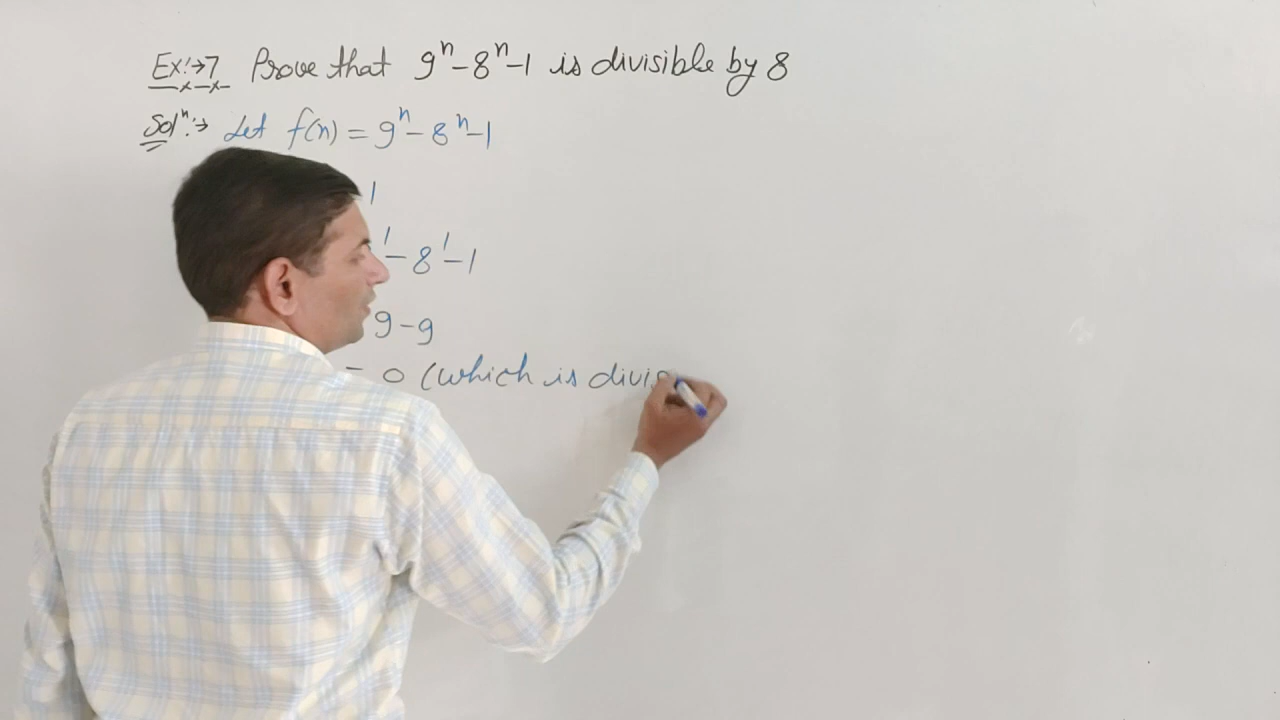 Ex:→7 Prove that 9ⁿ-8ⁿ-1 is divisible by 8
Solⁿ:→ Let f(n) = 9ⁿ-8ⁿ-1
1
¹-8¹-1
9-9
= 0 (which is divis